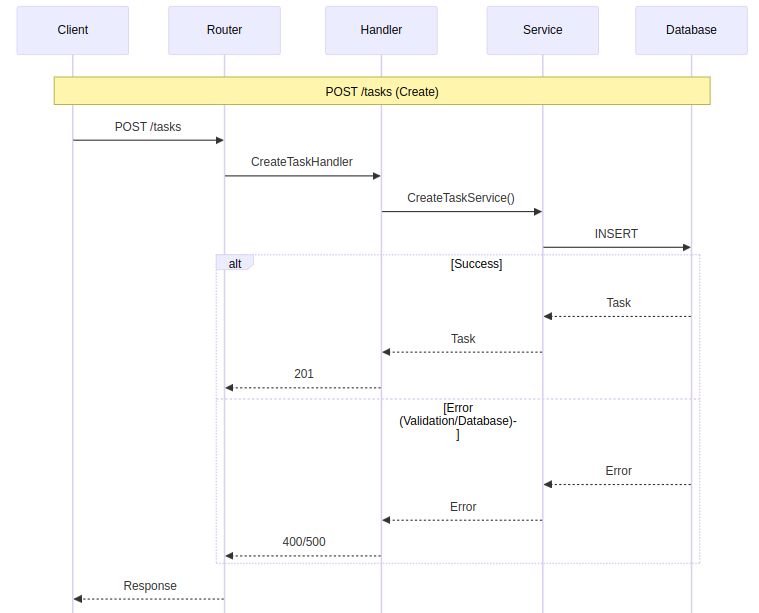 Client
Router
Handler
Service
Database
POST /tasks (Create)
POST /tasks
CreateTaskHandler
CreateTaskService()
INSERT
alt
[Success]
Task
Task
201
[Error
(Validation/Database)-
]
Error
Error
400/500
Response